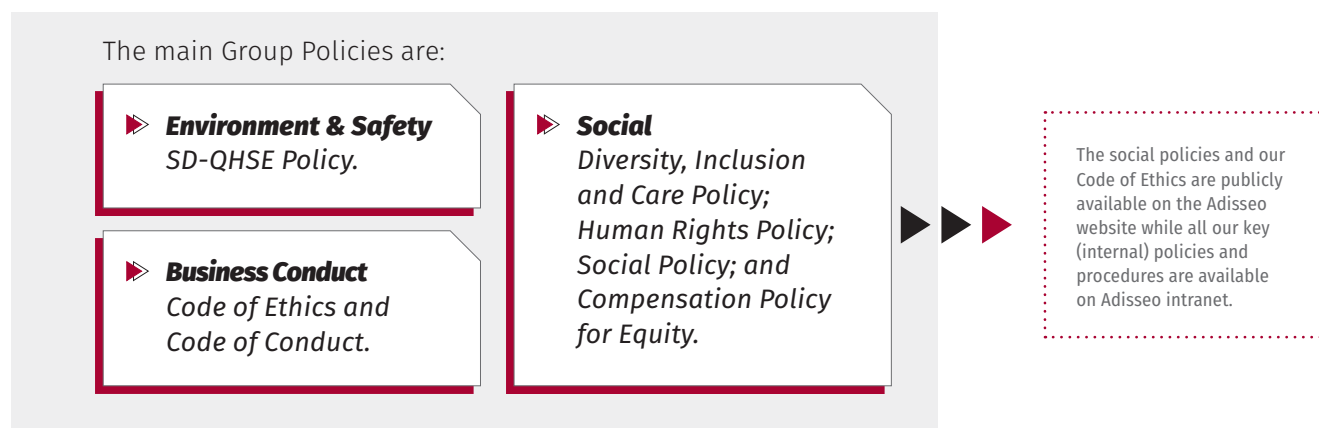 The main Group Policies are:
Environment & Safety
SD-QHSE Policy.
Business Conduct
Code of Ethics and
Code of Conduct.
Social
Diversity, Inclusion
and Care Policy;
Human Rights Policy;
Social Policy; and
Compensation Policy
for Equity.
The social policies and our
Code of Ethics are publicly
available on the Adisseo
website while all our key
(internal) policies and
procedures are available
on Adisseo intranet.